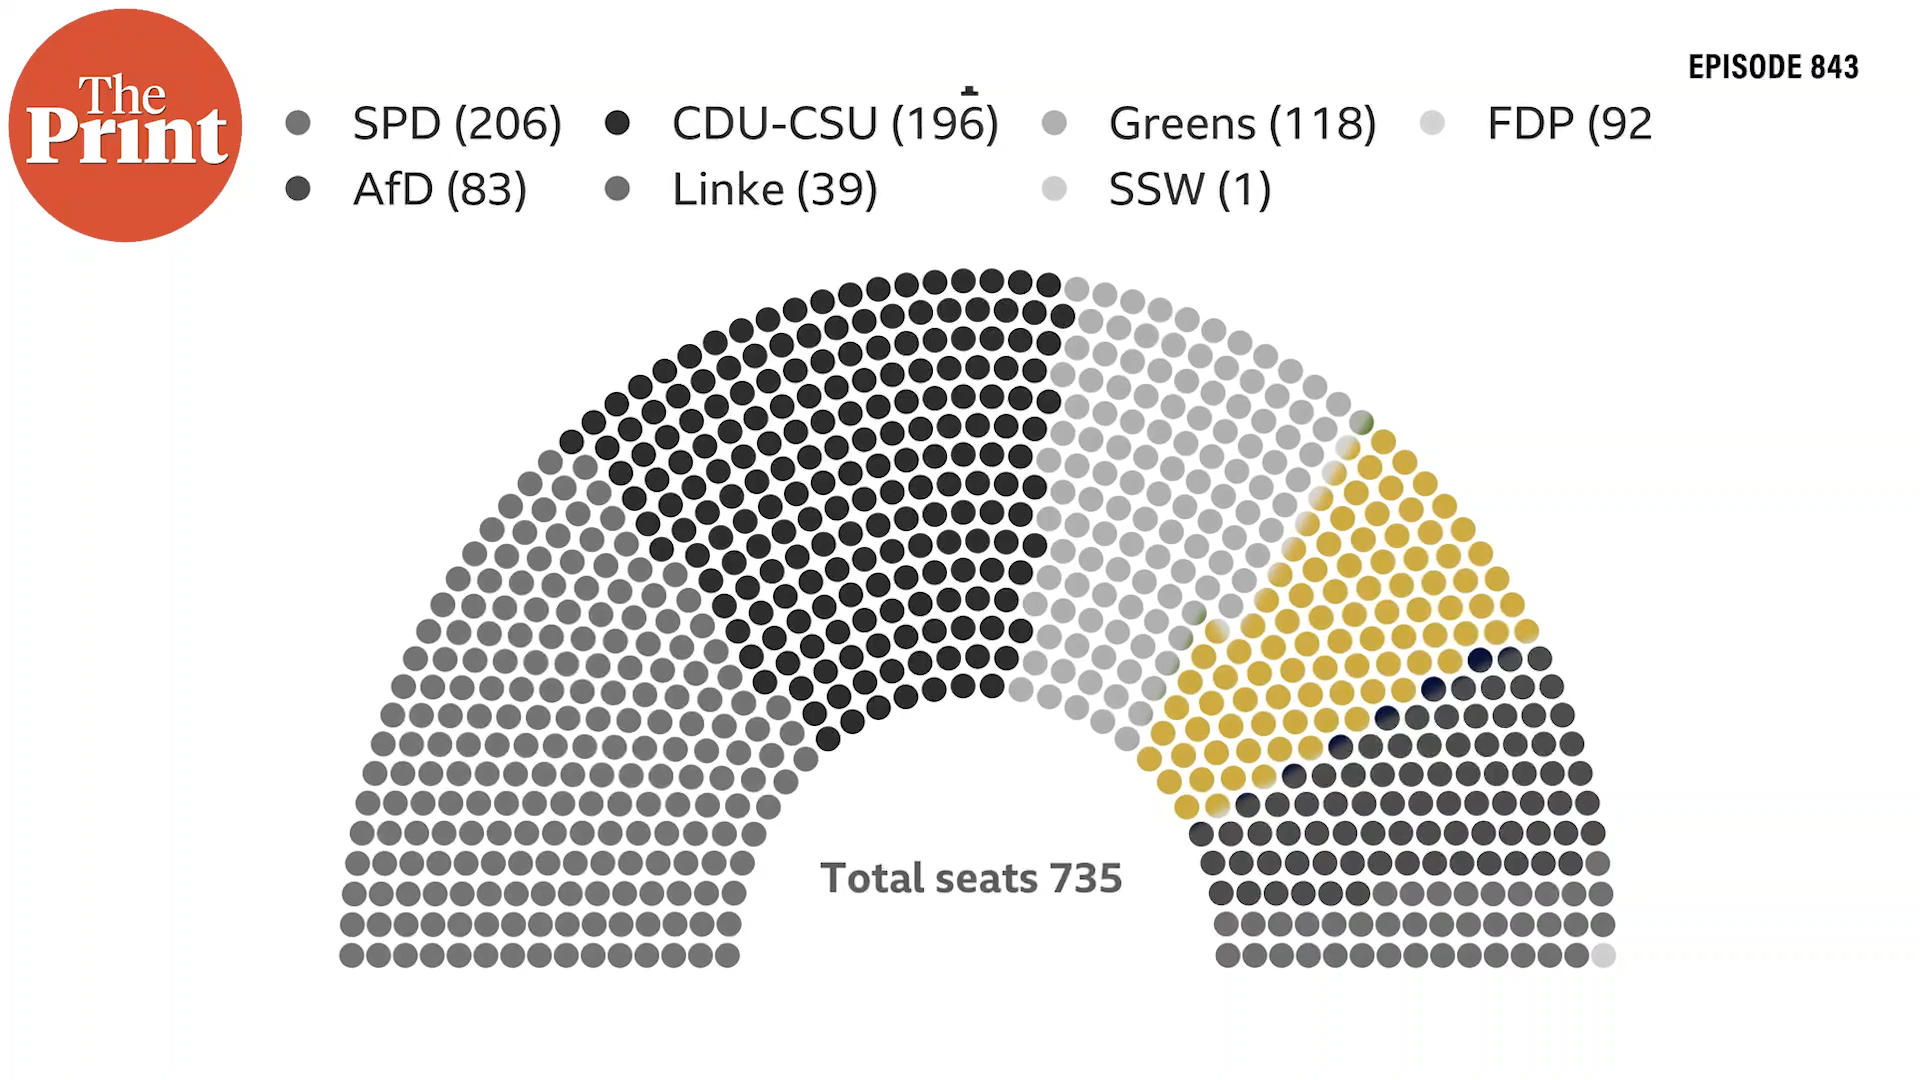 The
Print
EPISODE 843
SPD (206) CDU-CSU (196) Greens (118) FDP (92
AfD (83) Linke (39) SSW (1)
Total seats 735